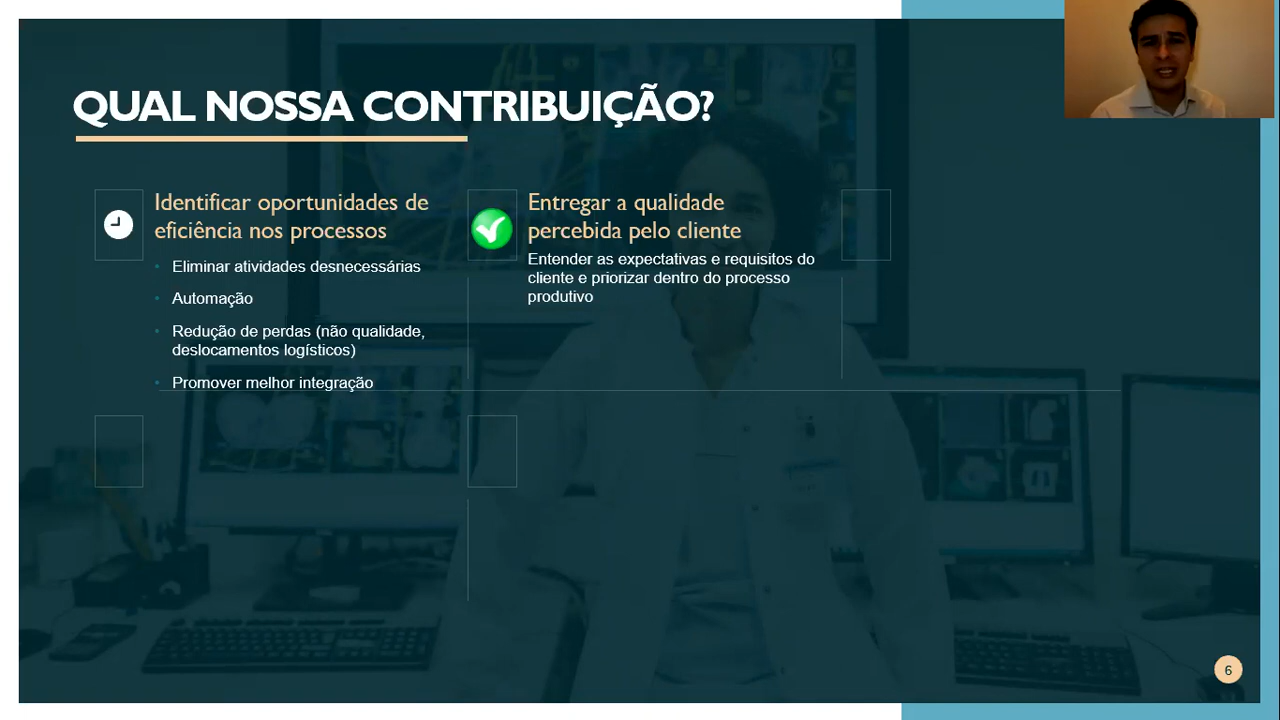 QUAL NOSSA CONTRIBUIÇÃO?
Identificar oportunidades de
eficiência nos processos
Eliminar atividades desnecessárias
Automação
Redução de perdas (não qualidade,
deslocamentos logísticos)
Promover melhor integração
Entregar a qualidade
percebida pelo cliente
Entender as expectativas e requisitos do
cliente e priorizar dentro do processo
produtivo
6